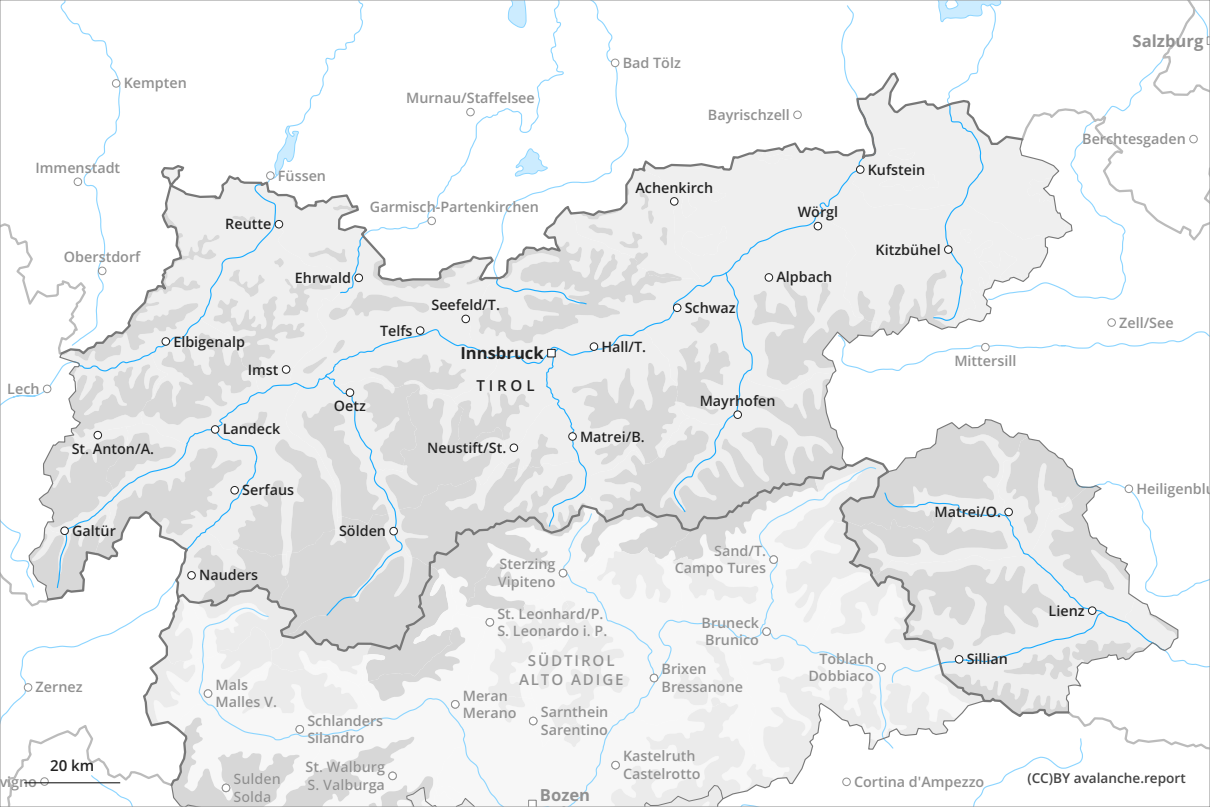 Salzburg
Bad Tölz
Kempten
Murnau/Staffelsee
Bayrischzell
Berchtesgaden
Immenstadt
Füssen
Kufstein
Achenkirch
Garmisch-Partenkirchen
Wörgl
Reutte
Kitzbühel
Oberstdorf
Ehrwald
Alpbach
Seefeld/T.
Schwaz
Zell/See
Telfs
Elbigenalp
Innsbruck
Hall/T.
Mittersill
Imst
TIROL
Lech
Oetz
Mayrhofen
Landeck
Matrei/B.
St. Anton/A.
Neustift/St.
Serfaus
Heiligenblu
Matrei/O.
Galtür
Sölden
Sand/T.
Campo Tures
Sterzing
Vipiteno
Nauders
Lienz
St. Leonhard/P.
S. Leonardo i. P.
Bruneck
Brunico
SÜDTIROL
ALTO ADIGE
Sillian
Toblach
Dobbiaco
Brixen
Bressanone
Zernez
Mals
Malles V.
Meran
Merano
Sarnthein
Sarentino
Schlanders
Silandro
Kastelruth
Castelrotto
20 km
St. Walburg
S. Valburga
vigno
Sulden
Solda
Cortina d'Ampezzo
(CC)BY avalanche.report
Bozen